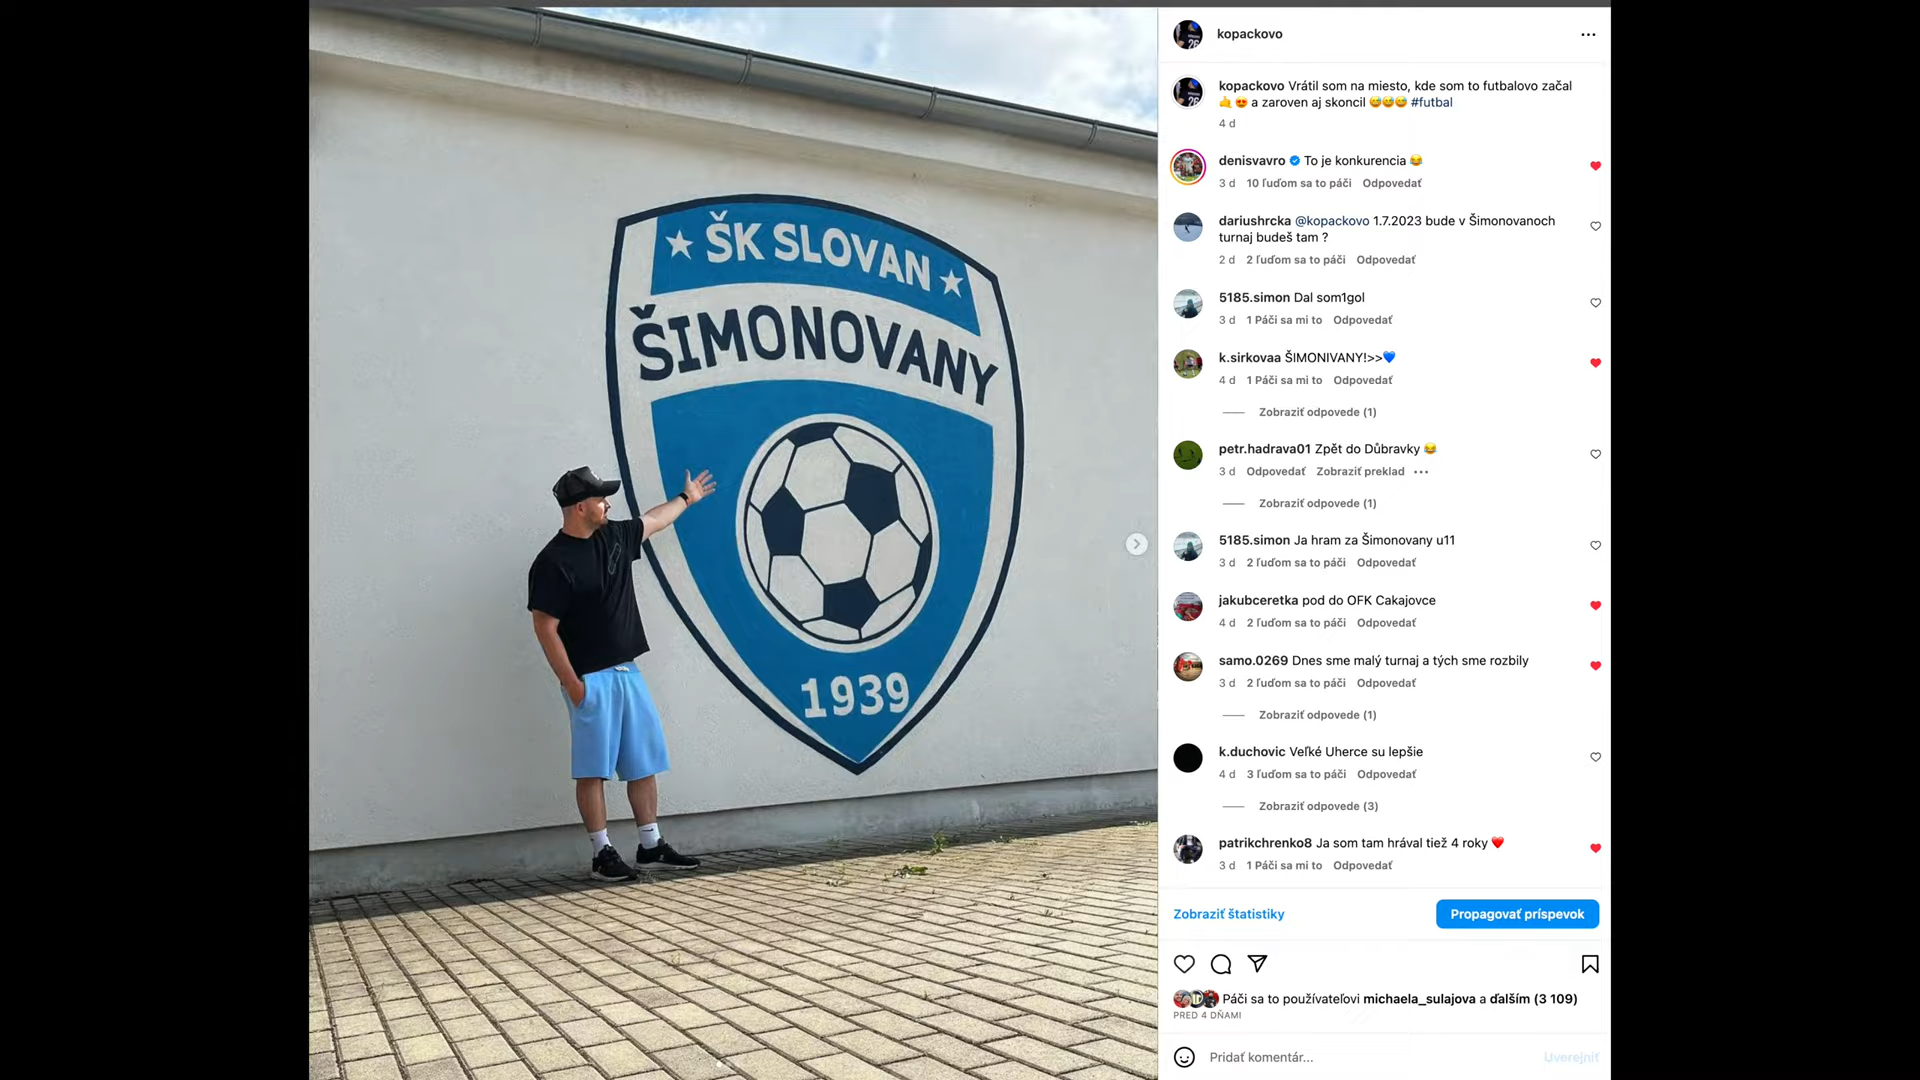 ŠK SLOVAN
ŠIMONOVANY
1939
kopackovo
kopackovo Vrátil som na miesto, kde som to futbalovo začal
🤙 😍 a zaroven aj skoncil 😅😅😅 #futbal
4 d
denisvavro To je konkurencia 😂
3 d 10 ľuďom sa to páči Odpovedať
dariushrcka @kopackovo 1.7.2023 bude v Šimonovanoch
turnaj budeš tam ?
2 d 2 ľuďom sa to páči Odpovedať
5185.simon Dal som1gol
3 d 1 Páči sa mi to Odpovedať
k.sirkovaa ŠIMONIVANY!>>💙
4 d 1 Páči sa mi to Odpovedať
Zobraziť odpovede (1)
petr.hadrava01 Zpět do Důbravky 😂
3 d Odpovedať Zobraziť preklad ...
Zobraziť odpovede (1)
5185.simon Ja hram za Šimonovany u11
3 d 2 ľuďom sa to páči Odpovedať
jakubceretka pod do OFK Cakajovce
4 d 2 ľuďom sa to páči Odpovedať
samo.0269 Dnes sme malý turnaj a tých sme rozbily
3 d 2 ľuďom sa to páči Odpovedať
Zobraziť odpovede (1)
k.duchovic Veľké Uherce su lepšie
4 d 3 ľuďom sa to páči Odpovedať
Zobraziť odpovede (3)
patrikchrenko8 Ja som tam hrával tiež 4 roky ❤️
3 d 1 Páči sa mi to Odpovedať
Zobraziť štatistiky
Propagovať príspevok
Páči sa to používateľovi michaela_sulajova a ďalším (3 109)
PRED 4 DŇAMI
Pridať komentár...
Uverejniť